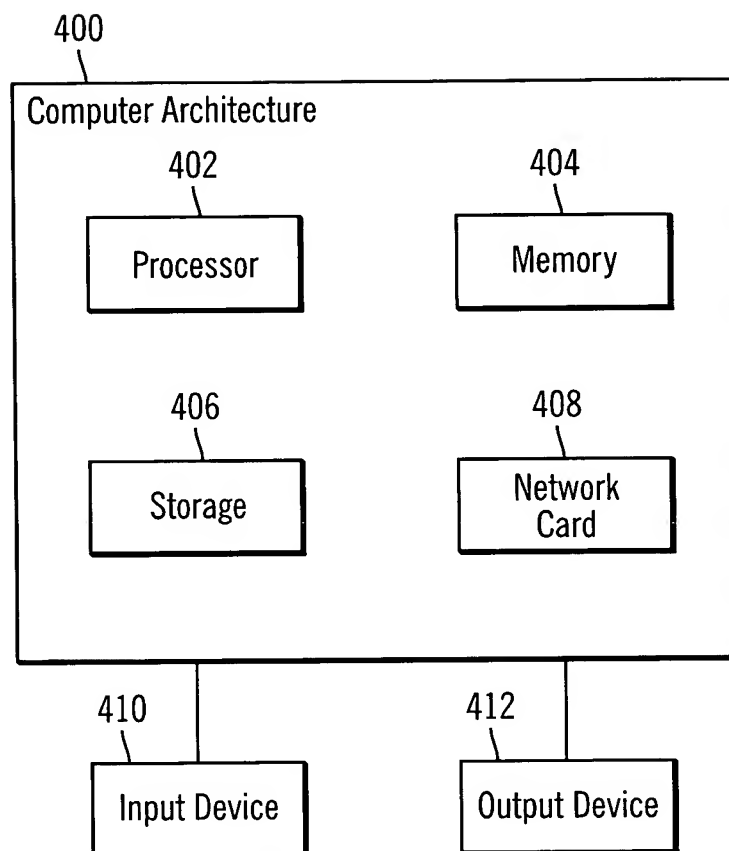 400
Computer Architecture
402
404
Processor
Memory
406
408
Storage
Network
Card
410
412
Input Device
Output Device